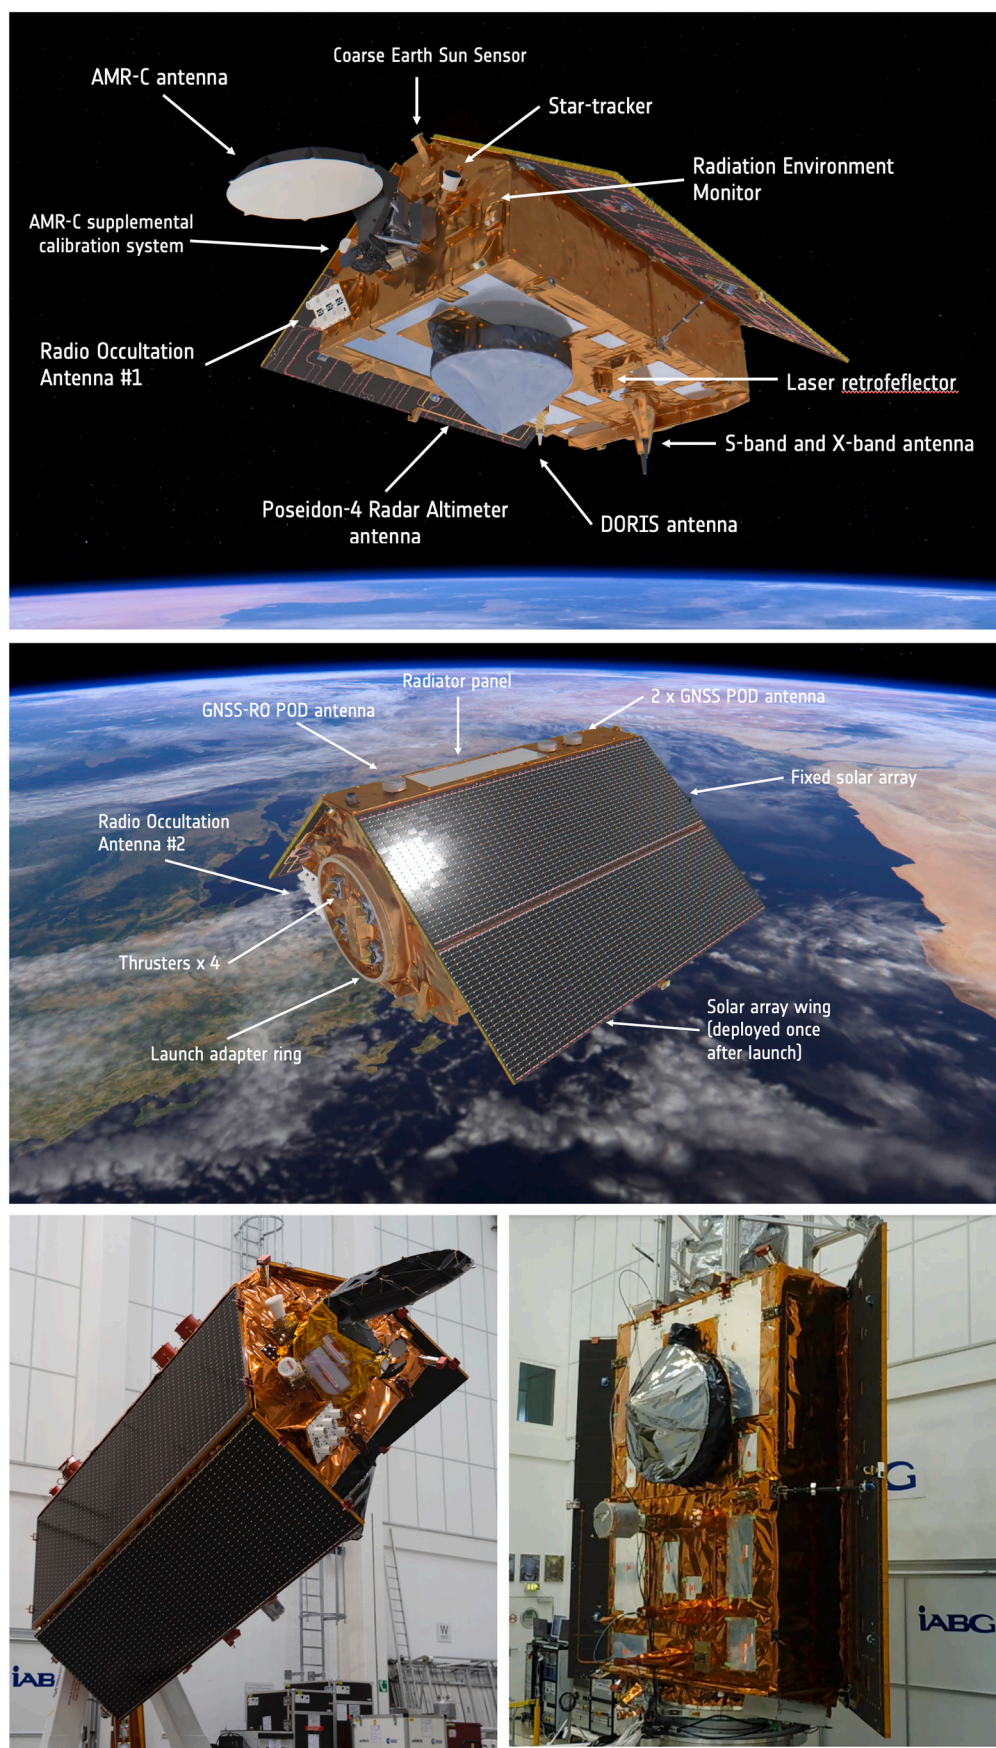 Coarse Earth Sun Sensor
AMR-C antenna
Star-tracker
Radiation Environment
Monitor
AMR-C supplemental
calibration system
Radio Occultation
Antenna #1
Laser retrofeflector
S-band and X-band antenna
Poseidon-4 Radar Altimeter
antenna
DORIS antenna
Radiator panel
2 x GNSS POD antenna
GNSS-RO POD antenna
Fixed solar array
Radio Occultation
Antenna #2
Thrusters x 4
Launch adapter ring
Solar array wing
(deployed once
after launch)
iAB
W
G
iABG